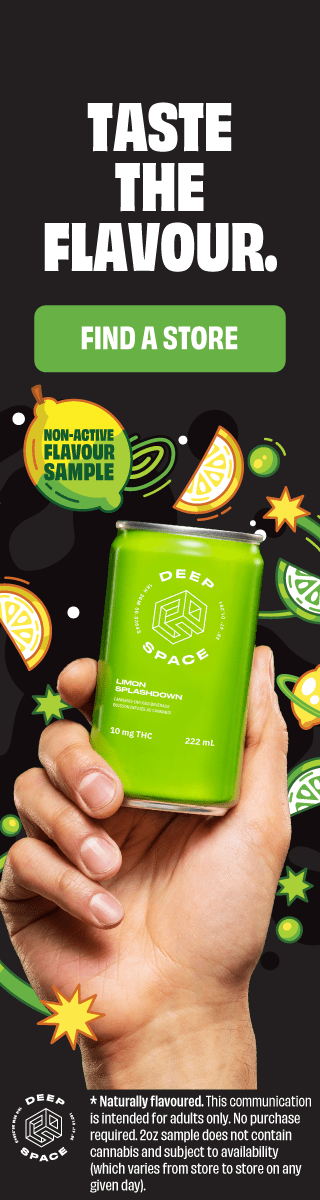 TASTE
THE
FLAVOUR.
FIND A STORE
NON-ACTIVE
FLAVOUR
SAMPLE
DEEP
SPACE
LIMON
SPLASHDOWN
10 mg THC
222 mL
DEEP
SPACE
* Naturally flavoured. This communication
is intended for adults only. No purchase
required. 2oz sample does not contain
cannabis and subject to availability
(which varies from store to store on any
given day).